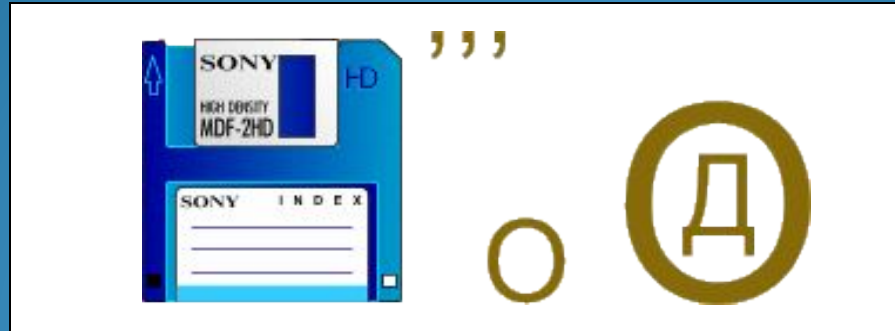 ,,,
SONY
HD
HIGH DENSITY
MDF-2HD
SONY INDEX
о
О
Д